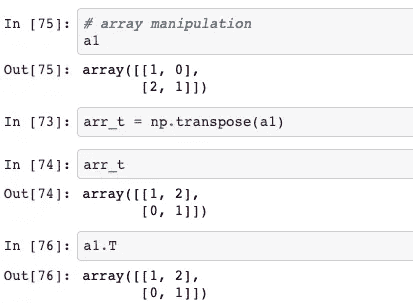 In [75]: # array manipulation
a1
Out[75]: array([[1, 0],
[2, 1]])
In [73]: arr_t = np.transpose(a1)
In [74]: arr_t
Out[74]: array([[1, 2],
[0, 1]])
In [76]: a1.T
Out[76]: array([[1, 2],
[0, 1]])